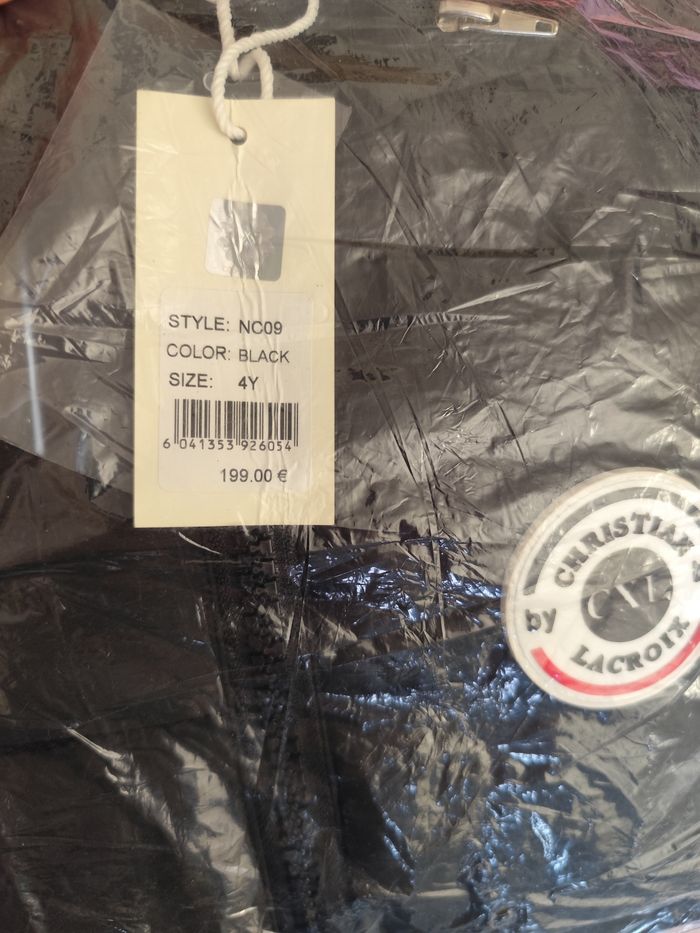 STYLE: NC09
COLOR: BLACK
SIZE: 4Y
6 041353 926054
199.00 €
by
CHRISTIAN
LACROIX